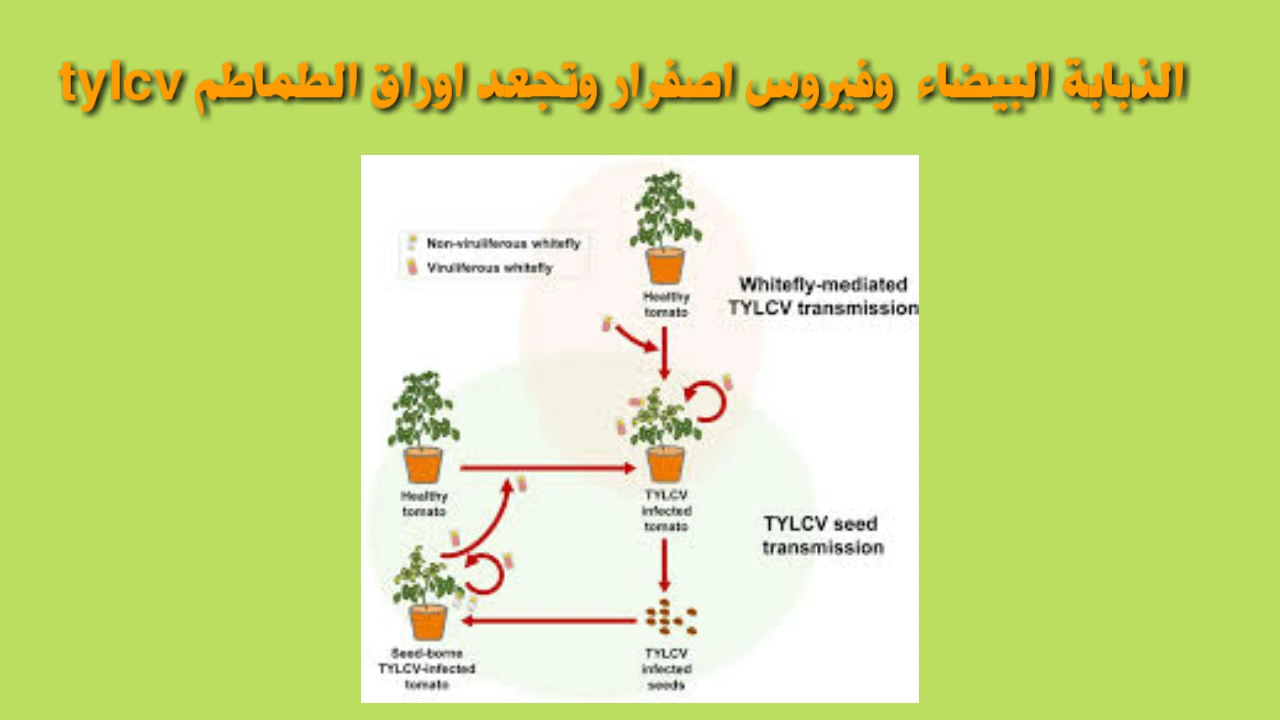 الذبابة البيضاء وفيروس اصفرار وتجعد اوراق الطماطم tylcv
Non-viruliferous whitefly
Viruliferous whitefly
Healthy
tomato
Whitefly-mediated
TYLCV transmission
Healthy
tomato
TYLCV
infected
tomato
TYLCV seed
transmission
Seed-borne
TYLCV-infected
tomato
TYLCV
infected
seeds